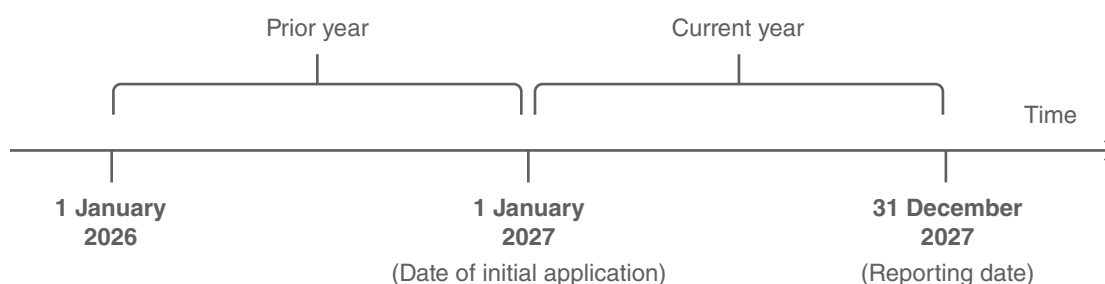 Prior year
Current year
Time
1 January
2026
1 January
2027
(Date of initial application)
31 December
2027
(Reporting date)